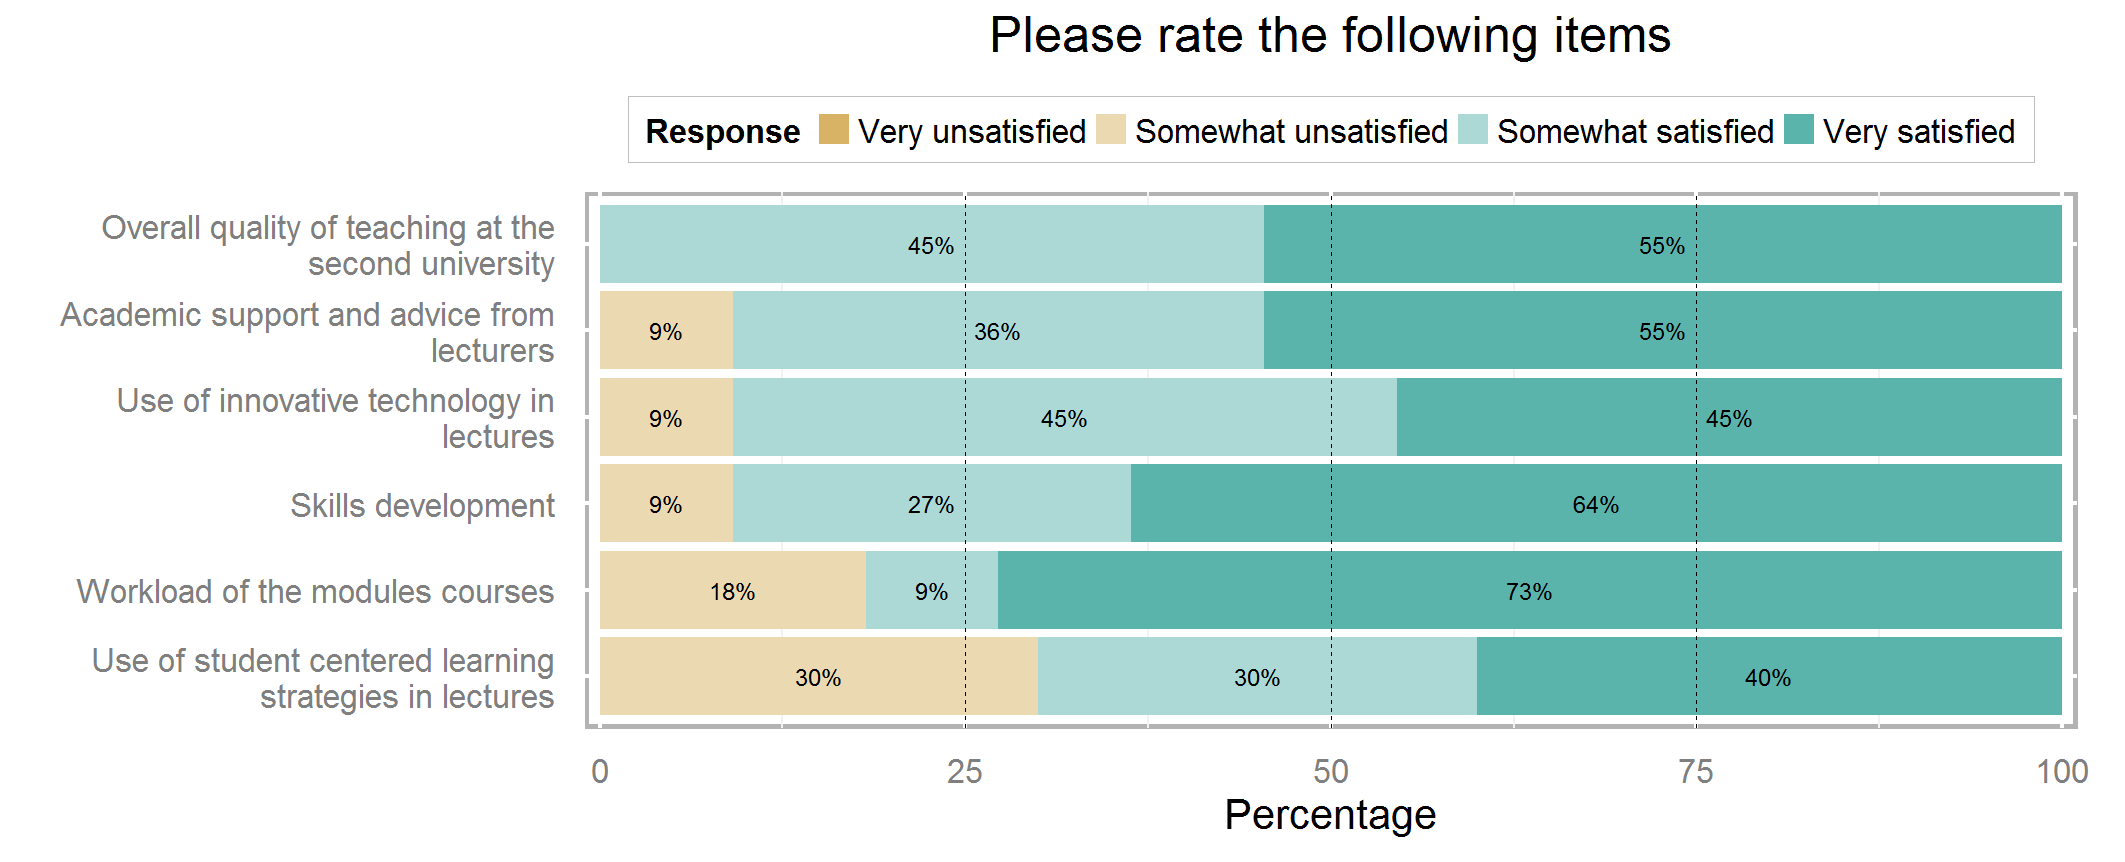 Please rate the following items
Response Very unsatisfied Somewhat unsatisfied Somewhat satisfied Very satisfied
Overall quality of teaching at the
second university
45% 55%
Academic support and advice from
lecturers
9% 36% 55%
Use of innovative technology in
lectures
9% 45% 45%
Skills development
9% 27% 64%
Workload of the modules courses
18% 9% 73%
Use of student centered learning
strategies in lectures
30% 30% 40%
0 25 50 75 100
Percentage